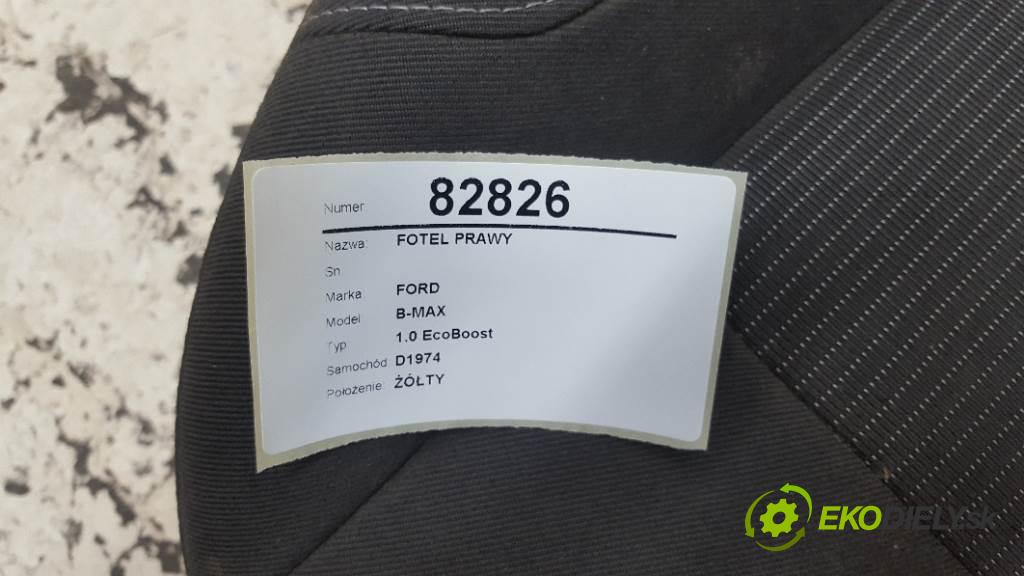 Numer 82826
Nazwa: FOTEL PRAWY
Sn
Marka FORD
Model B-MAX
Typ 1.0 EcoBoost
Samochód D1974
Położenie: ŻÓŁTY
EKODIELY.sk